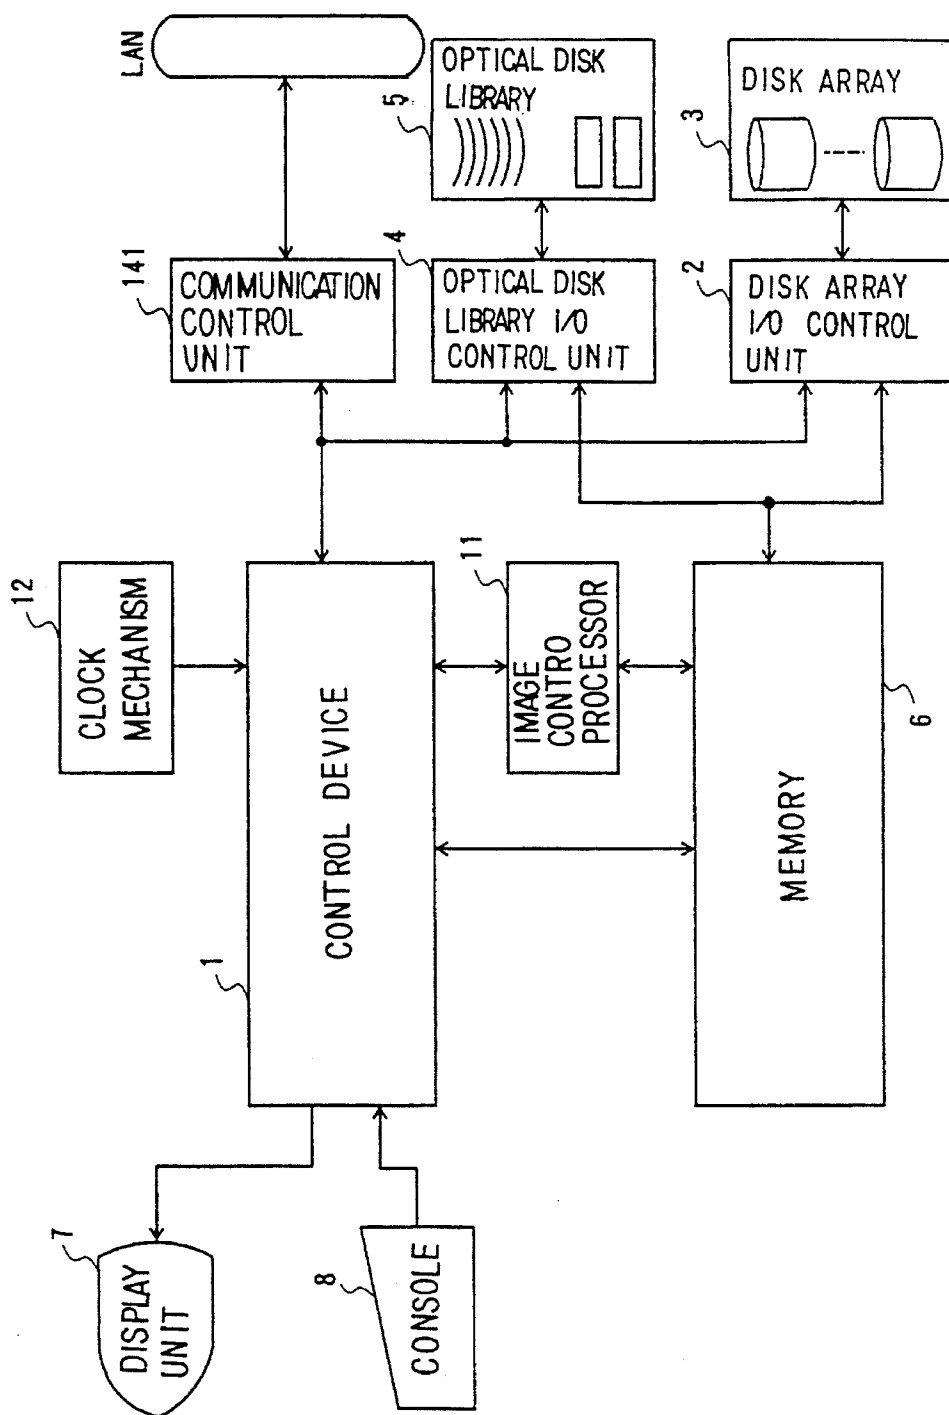 LAN
141
COMMUNICATION
CONTROL
UNIT
5
OPTICAL DISK
LIBRARY
4
OPTICAL DISK
LIBRARY I/O
CONTROL UNIT
3
DISK ARRAY
2
DISK ARRAY
I/O CONTROL
UNIT
12
CLOCK
MECHANISM
1
CONTROL DEVICE
11
IMAGE
CONTRO
PROCESSOR
MEMORY
6
7
DISPLAY
UNIT
8
CONSOLE